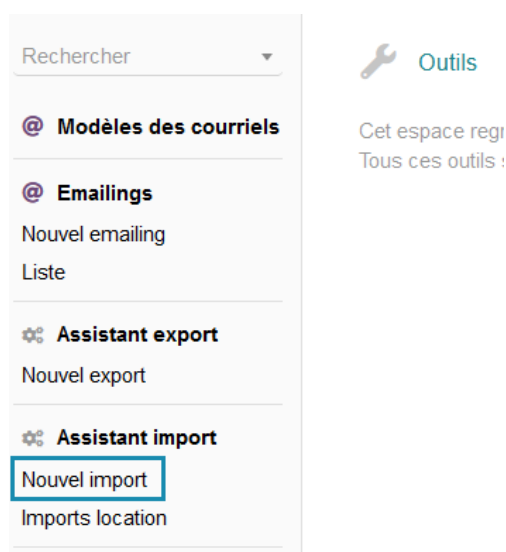 Rechercher
Outils
@ Modèles des courriels
Cet espace
Tous ces outils
@ Emailings
Nouvel emailing
Liste
Assistant export
Nouvel export
Assistant import
Nouvel import
Imports location